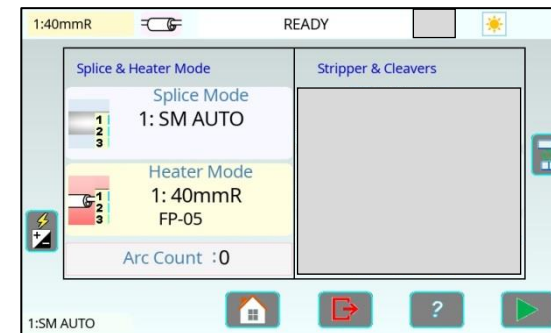 1:40mmR
READY
Splice & Heater Mode
Stripper & Cleavers
Splice Mode
1: SM AUTO
1
2
3
Heater Mode
1: 40mmR
FP-05
1
2
3
Arc Count :0
?
1:SM AUTO